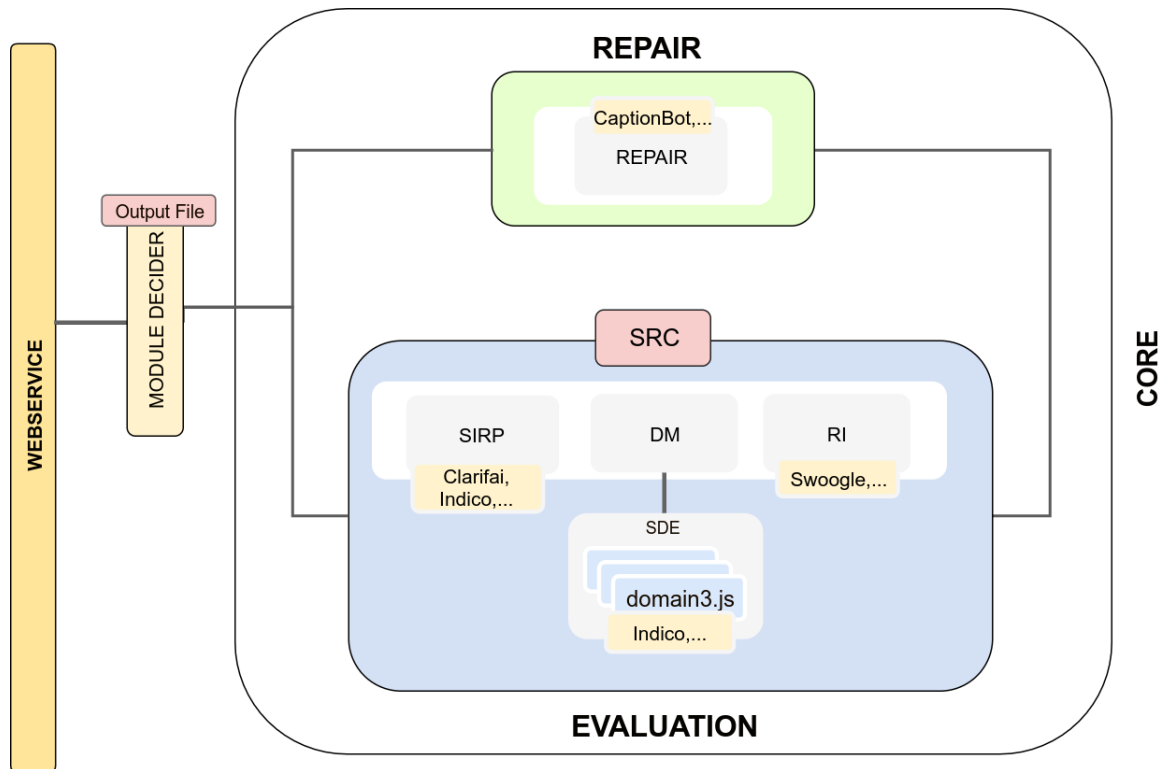 REPAIR
CaptionBot,...
REPAIR
Output File
MODULE DECIDER
WEBSERVICE
SRC
CORE
SIRP
DM
RI
Clarifai,
Indico,...
Swoogle,...
SDE
domain3.js
Indico,...
EVALUATION